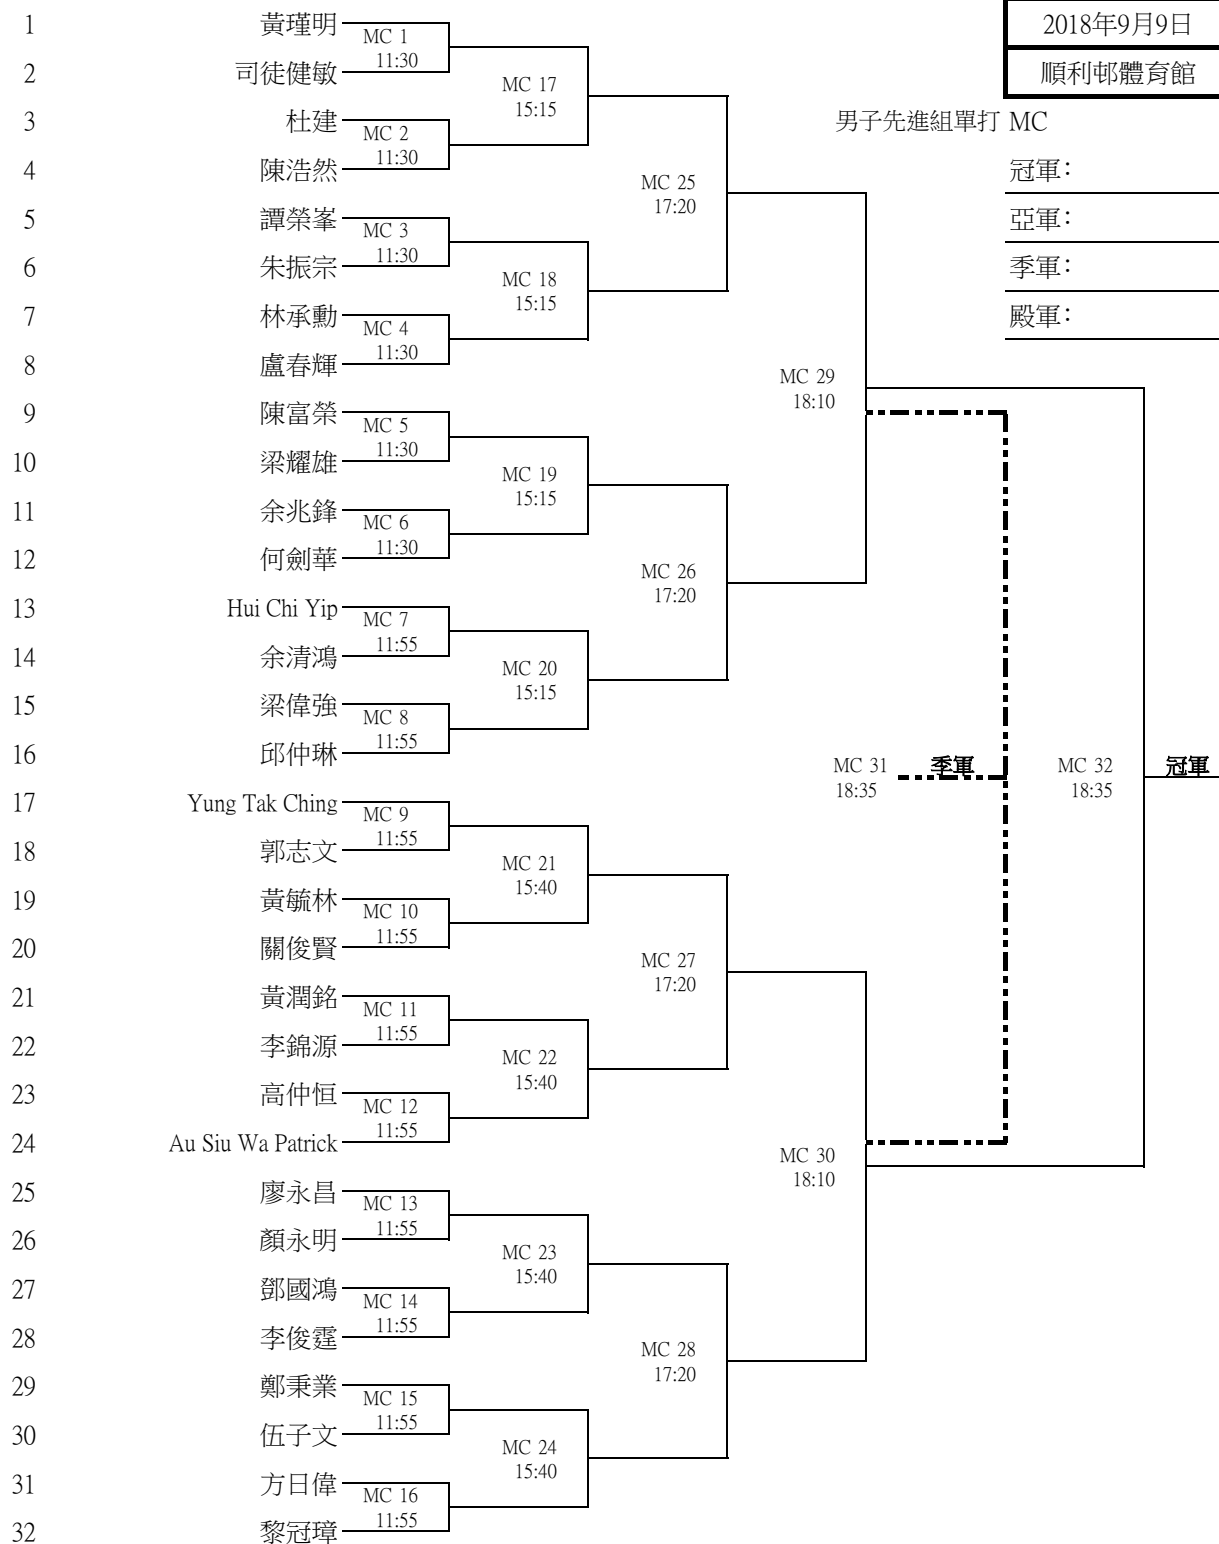 2018年9月9日
順利邨體育館
男子先進組單打 MC
冠軍：
亞軍：
季軍：
殿軍：
1 黃瑾明
MC 1
11:30
2 司徒健敏
MC 17
15:15
3 杜建
MC 2
11:30
4 陳浩然
MC 25
17:20
5 譚榮峯
MC 3
11:30
6 朱振宗
MC 18
15:15
7 林承勳
MC 4
11:30
8 盧春輝
MC 29
18:10
9 陳富榮
MC 5
11:30
10 梁耀雄
MC 19
15:15
11 余兆鋒
MC 6
11:30
12 何劍華
MC 26
17:20
13 Hui Chi Yip
MC 7
11:55
14 余清鴻
MC 20
15:15
15 梁偉強
MC 8
11:55
16 邱仲琳
MC 31 季軍
18:35
MC 32 冠軍
18:35
17 Yung Tak Ching
MC 9
11:55
18 郭志文
MC 21
15:40
19 黃毓林
MC 10
11:55
20 關俊賢
MC 27
17:20
21 黃潤銘
MC 11
11:55
22 李錦源
MC 22
15:40
23 高仲恒
MC 12
11:55
24 Au Siu Wa Patrick
MC 30
18:10
25 廖永昌
MC 13
11:55
26 顏永明
MC 23
15:40
27 鄧國鴻
MC 14
11:55
28 李俊霆
MC 28
17:20
29 鄭秉業
MC 15
11:55
30 伍子文
MC 24
15:40
31 方日偉
MC 16
11:55
32 黎冠璋